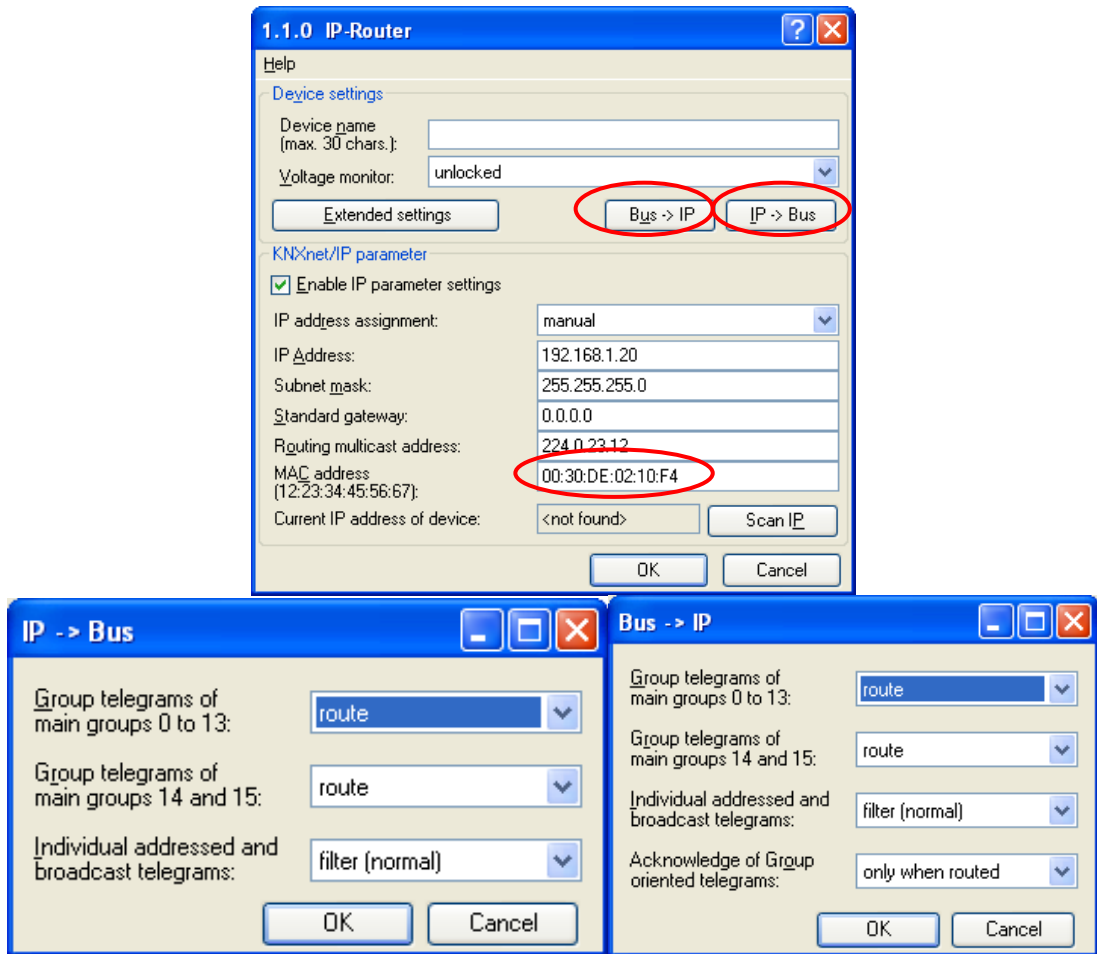 1.1.0 IP-Router
Help
Device settings
Device name
(max. 30 chars.):
Voltage monitor: unlocked
Extended settings Bus -> IP IP -> Bus
KNXnet/IP parameter
Enable IP parameter settings
IP address assignment: manual
IP Address: 192.168.1.20
Subnet mask: 255.255.255.0
Standard gateway: 0.0.0.0
Routing multicast address: 224.0.23.12
MAC address
(12:23:34:45:56:67): 00:30:DE:02:10:F4
Current IP address of device: <not found> Scan IP
OK Cancel
IP -> Bus
Group telegrams of
main groups 0 to 13: route
Group telegrams of
main groups 14 and 15: route
Individual addressed and
broadcast telegrams: filter (normal)
OK Cancel
Bus -> IP
Group telegrams of
main groups 0 to 13: route
Group telegrams of
main groups 14 and 15: route
Individual addressed and
broadcast telegrams: filter (normal)
Acknowledge of Group
oriented telegrams: only when routed
OK Cancel